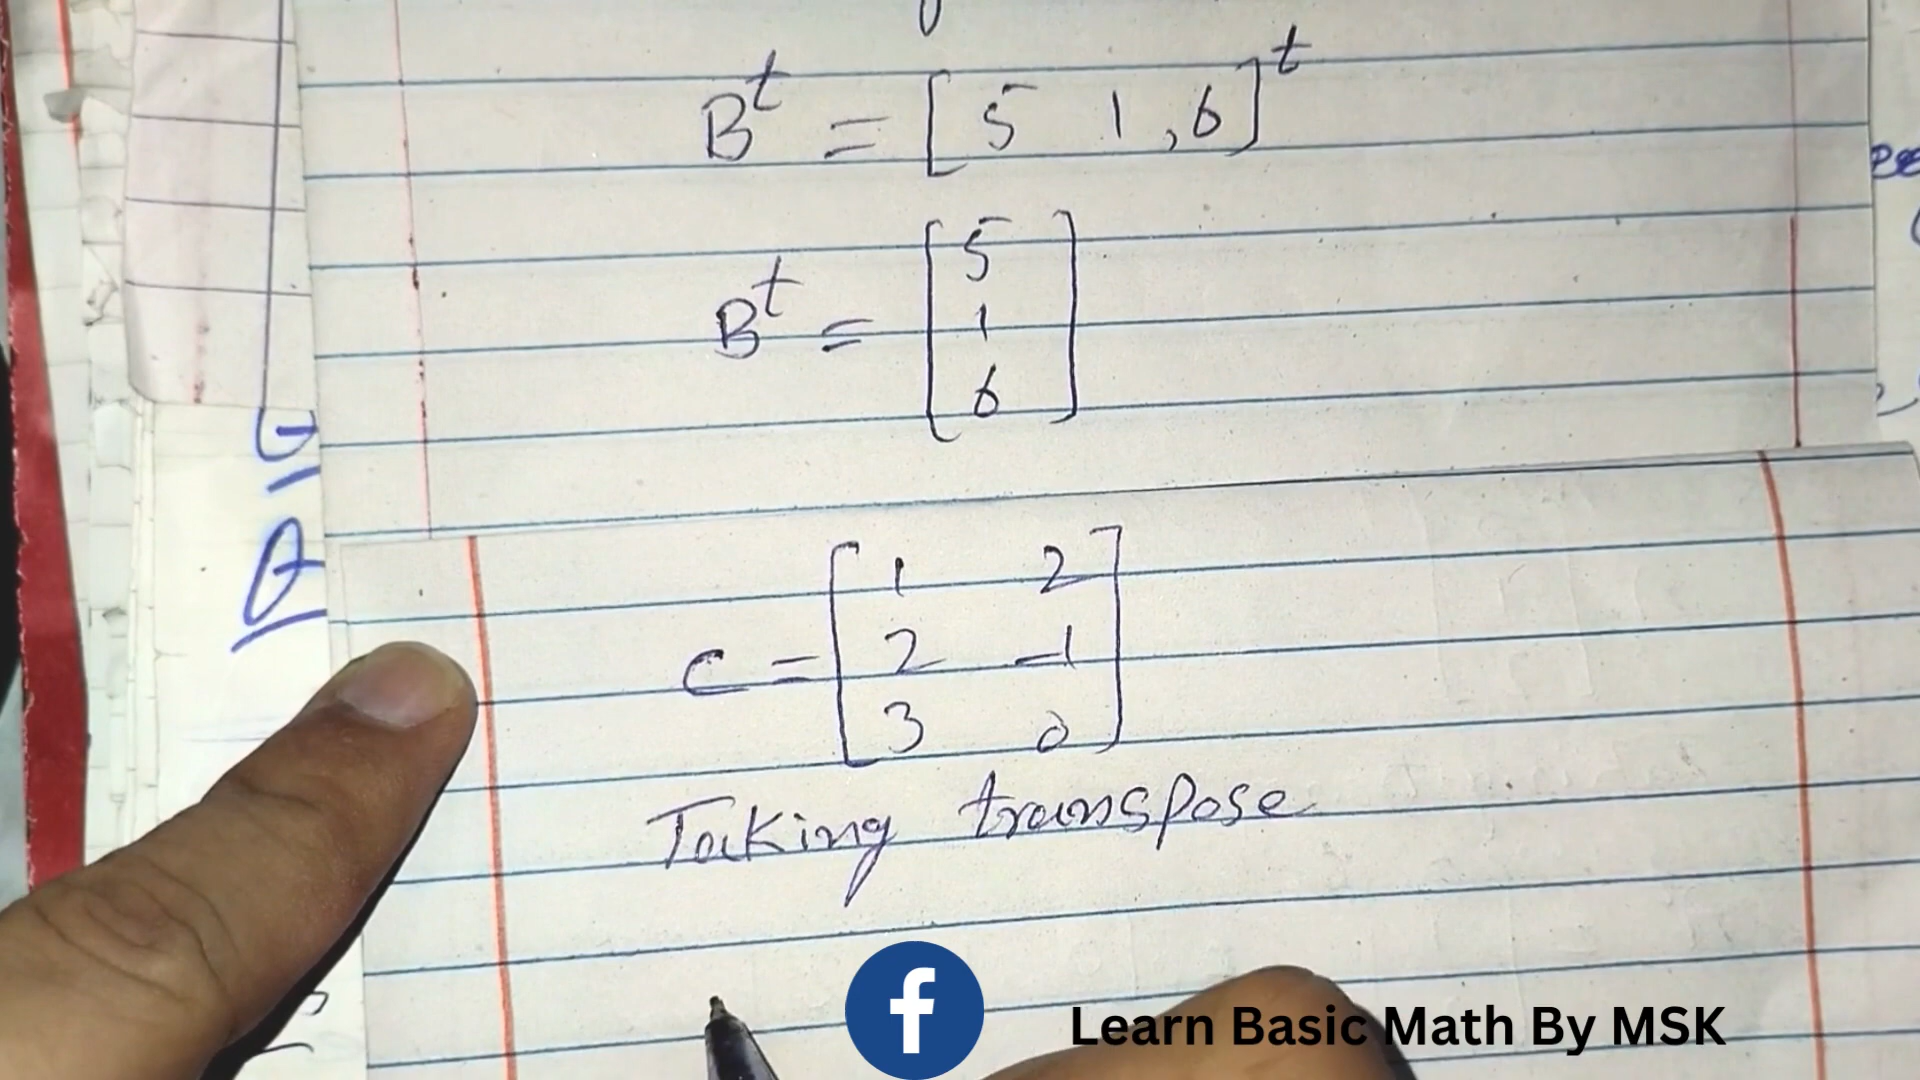 B^t = [5 1, 6]^t
B^t = [5
1
6]
C = [1 2
2 -1
3 0]
Taking transpose
f Learn Basic Math By MSK